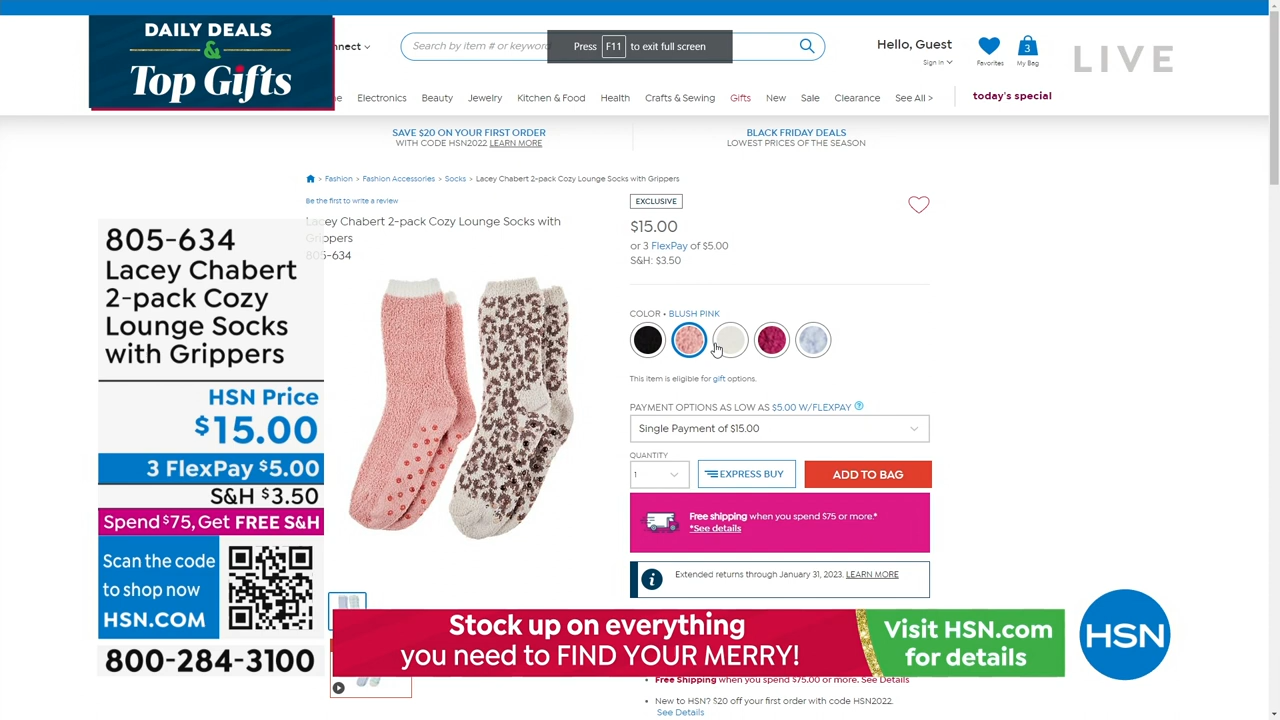 DAILY DEALS
&
Top Gifts
Search by item # or keyword
Press F11 to exit full screen
Hello, Guest
Sign In
Favorites
3
My Bag
LIVE
Electronics
Beauty
Jewelry
Kitchen & Food
Health
Crafts & Sewing
Gifts
New
Sale
Clearance
See All >
today's special
SAVE $20 ON YOUR FIRST ORDER
WITH CODE HSN2022 LEARN MORE
BLACK FRIDAY DEALS
LOWEST PRICES OF THE SEASON
> Fashion > Fashion Accessories > Socks > Lacey Chabert 2-pack Cozy Lounge Socks with Grippers
Be the first to write a review
Lacey Chabert 2-pack Cozy Lounge Socks with
Grippers
805-634
EXCLUSIVE
$15.00
or 3 FlexPay of $5.00
S&H: $3.50
COLOR • BLUSH PINK
This item is eligible for gift options.
PAYMENT OPTIONS AS LOW AS $5.00 W/FLEXPAY ?
Single Payment of $15.00
QUANTITY
1
EXPRESS BUY
ADD TO BAG
Free shipping when you spend $75 or more.*
*See details
Extended returns through January 31, 2023. LEARN MORE
805-634
Lacey Chabert
2-pack Cozy
Lounge Socks
with Grippers
HSN Price
$15.00
3 FlexPay $5.00
S&H $3.50
Spend $75, Get FREE S&H
Scan the code
to shop now
HSN.COM
800-284-3100
Stock up on everything
you need to FIND YOUR MERRY!
Visit HSN.com
for details
HSN
• Free Shipping when you spend $75.00 or more. See Details
• New to HSN? $20 off your first order with code HSN2022.
See Details